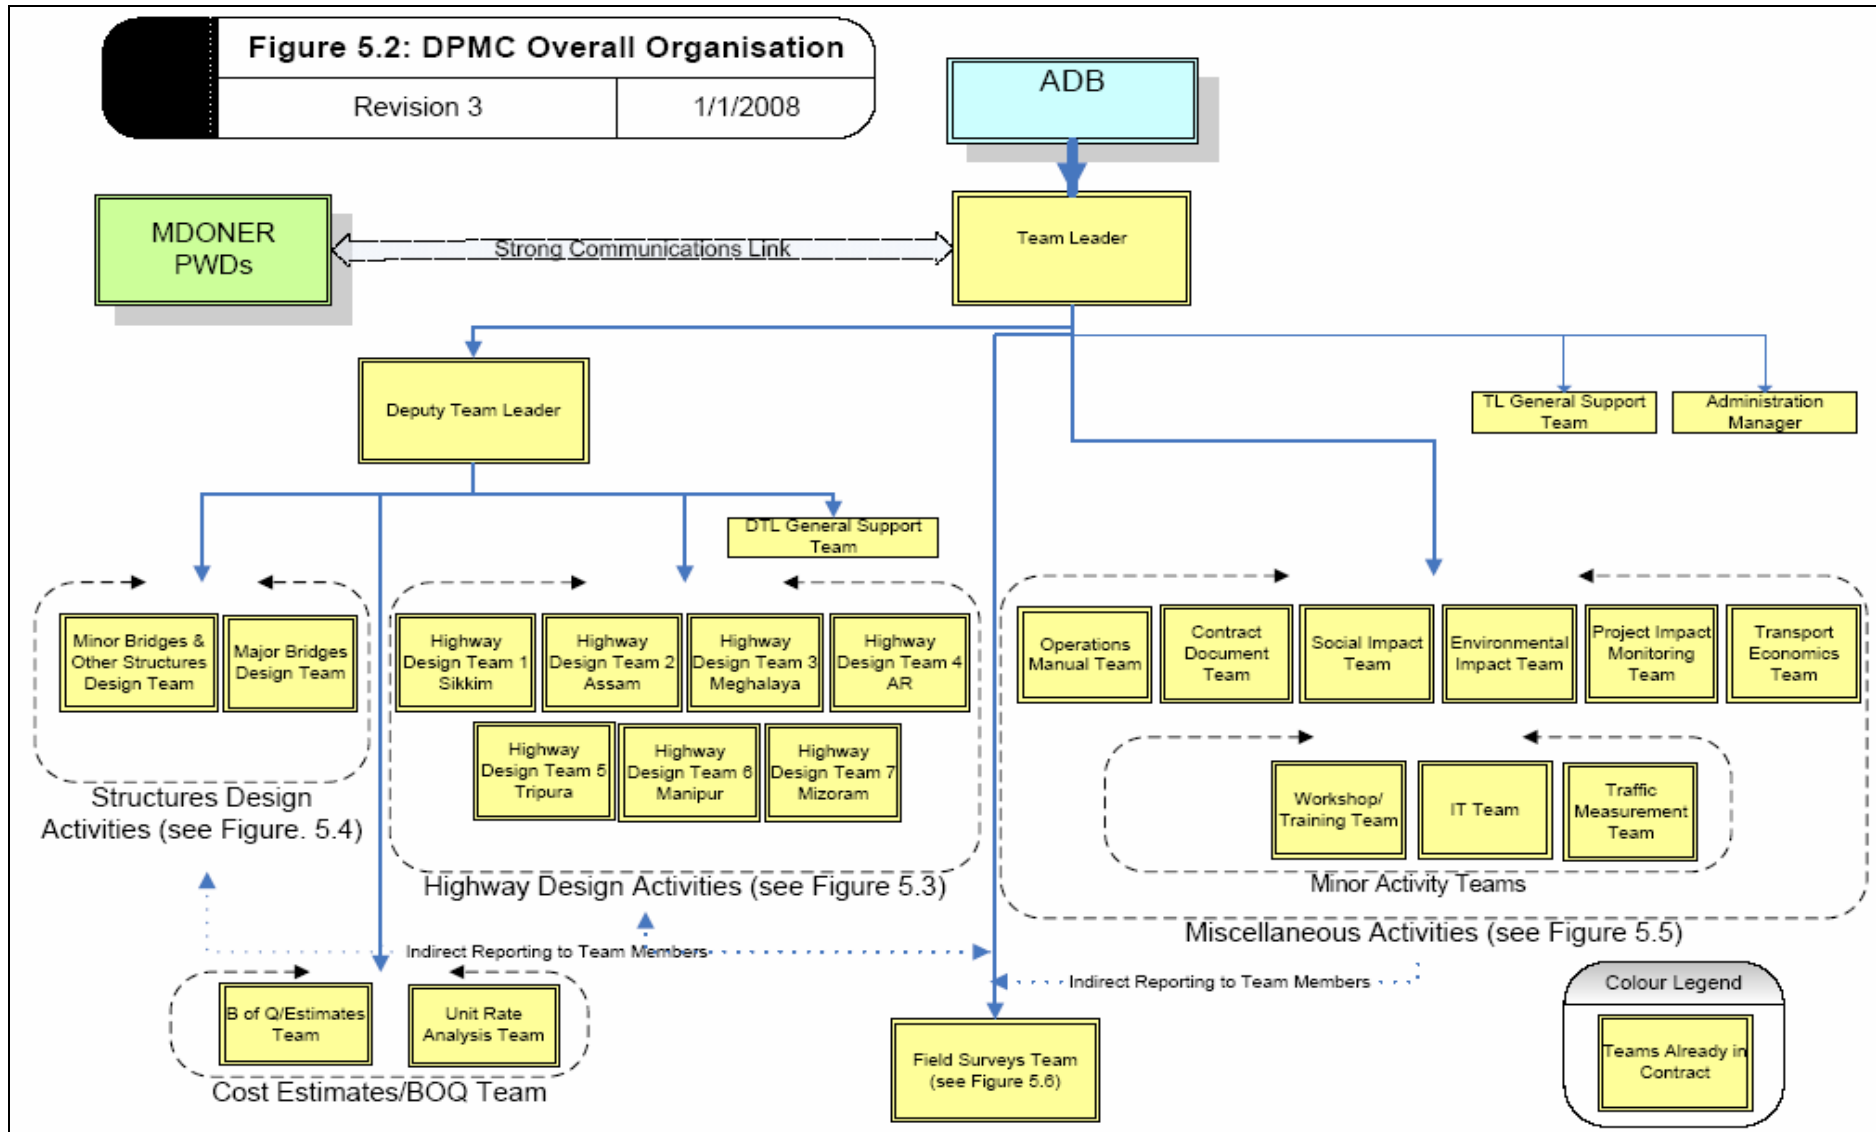 Figure 5.2: DPMC Overall Organisation
Revision 3
1/1/2008
ADB
MDONER
PWDs
Strong Communications Link
Team Leader
Deputy Team Leader
TL General Support
Team
Administration
Manager
DTL General Support
Team
Minor Bridges &
Other Structures
Design Team
Major Bridges
Design Team
Structures Design
Activities (see Figure. 5.4)
Highway
Design Team 1
Sikkim
Highway
Design Team 2
Assam
Highway
Design Team 3
Meghalaya
Highway
Design Team 4
AR
Highway
Design Team 5
Tripura
Highway
Design Team 6
Manipur
Highway
Design Team 7
Mizoram
Highway Design Activities (see Figure 5.3)
Operations
Manual Team
Contract
Document
Team
Social Impact
Team
Environmental
Impact Team
Project Impact
Monitoring
Team
Transport
Economics
Team
Workshop/
Training Team
IT Team
Traffic
Measurement
Team
Minor Activity Teams
Miscellaneous Activities (see Figure 5.5)
Indirect Reporting to Team Members
Indirect Reporting to Team Members
B of Q/Estimates
Team
Unit Rate
Analysis Team
Cost Estimates/BOQ Team
Field Surveys Team
(see Figure 5.6)
Colour Legend
Teams Already in
Contract